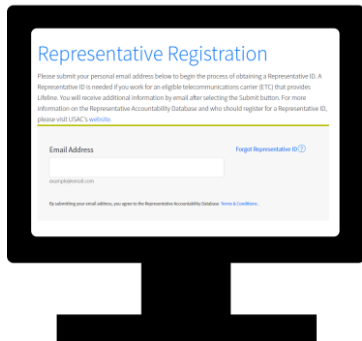 Representative Registration
Please submit your personal email address below to begin the process of obtaining a Representative ID. A
Representative ID is needed if you work for an eligible telecommunications carrier (ETC) that provides
Lifeline. You will receive additional information by email after selecting the Submit button. For more
information on the Representative Accountability Database and who should register for a Representative ID,
please visit USAC's website.
Email Address
Forgot Representative ID ?
example@email.com
By submitting your email address, you agree to the Representative Accountability Database Terms & Conditions.